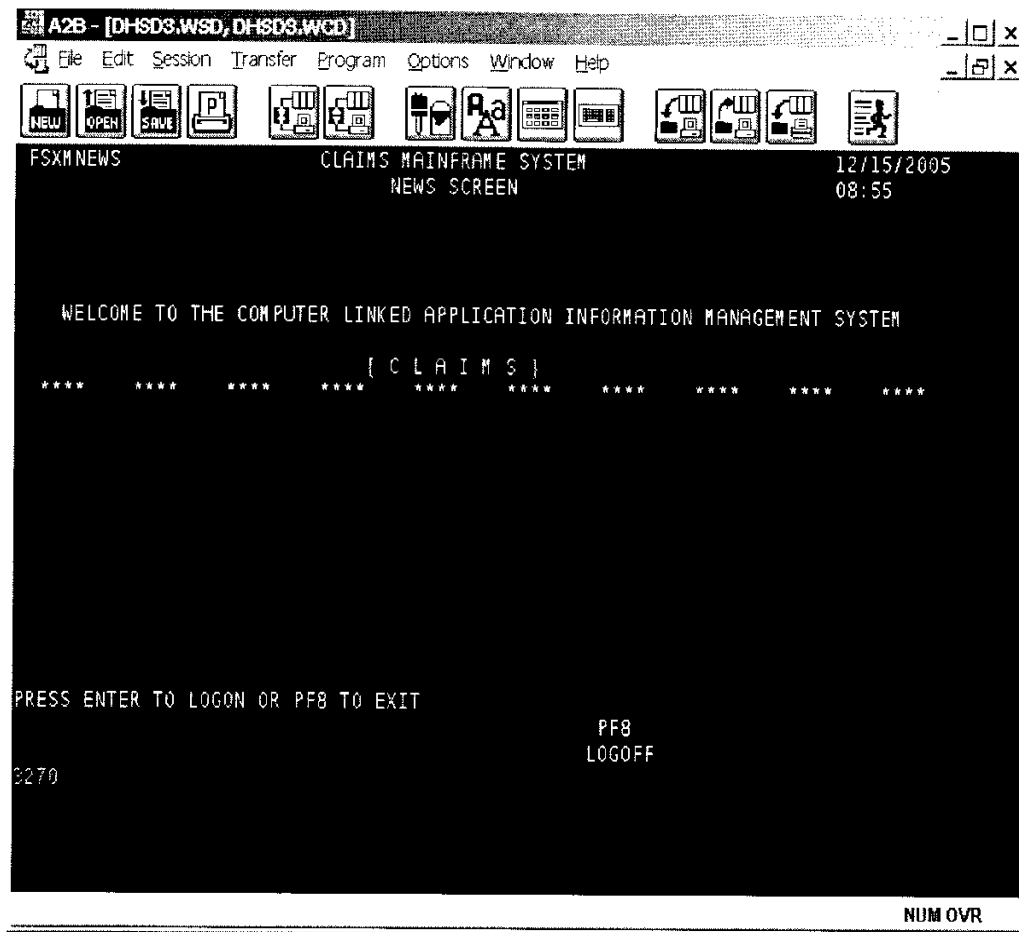 A2B - [DHSD3.WSD, DHSD3.WCD]
File Edit Session Transfer Program Options Window Help
NEW OPEN SAVE P Aa
FSXMNEWS CLAIMS MAINFRAME SYSTEM 12/15/2005
NEWS SCREEN 08:55
WELCOME TO THE COMPUTER LINKED APPLICATION INFORMATION MANAGEMENT SYSTEM
{ C L A I M S }
**** **** **** **** **** **** **** **** **** ****
PRESS ENTER TO LOGON OR PF8 TO EXIT
PF8
LOGOFF
3270
NUM OVR